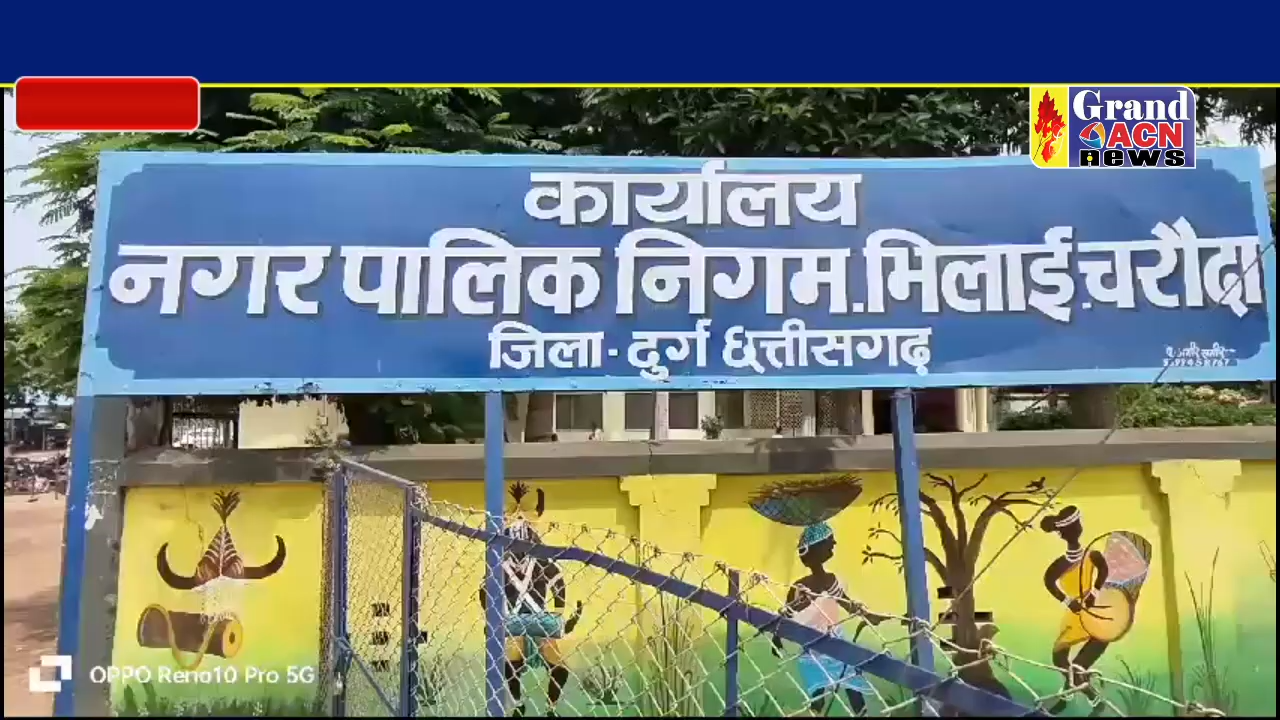 Grand
ACN
news
कार्यालय
नगर पालिक निगम.भिलाई.चरौदा
जिला - दुर्ग छत्तीसगढ़
OPPO Reno10 Pro 5G